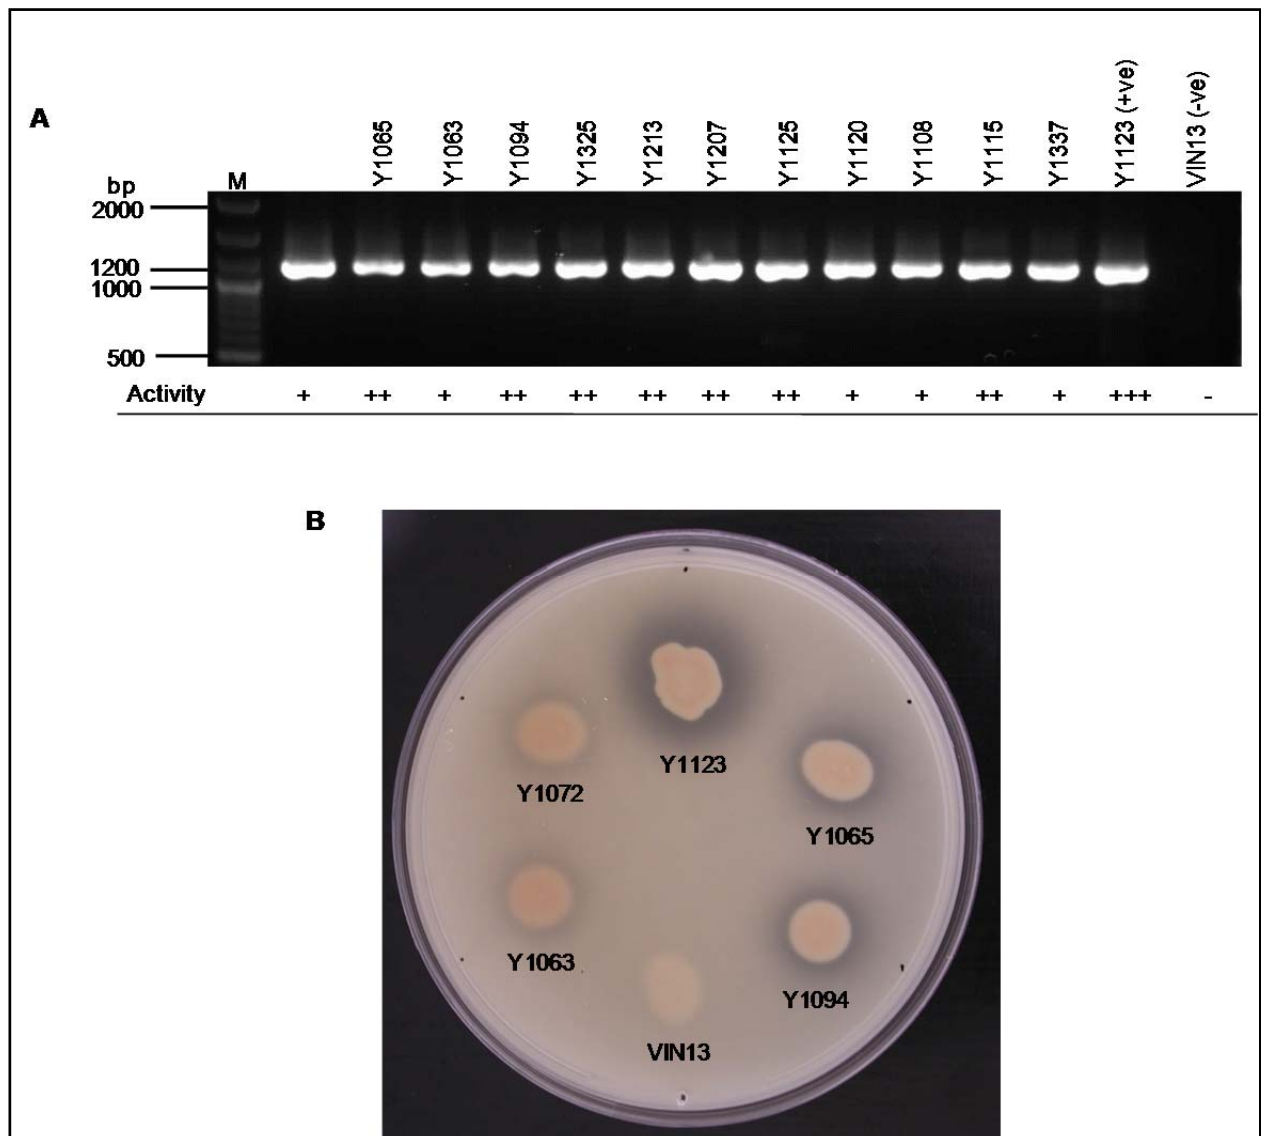 A
Y1065 Y1063 Y1094 Y1325 Y1213 Y1207 Y1125 Y1120 Y1108 Y1115 Y1337 Y1123 (+ve) VIN13 (-ve)
bp M
2000
1200
1000
500
Activity + ++ + ++ ++ ++ ++ ++ + + ++ + +++ -
B
Y1123
Y1072
Y1065
Y1063
Y1094
VIN13